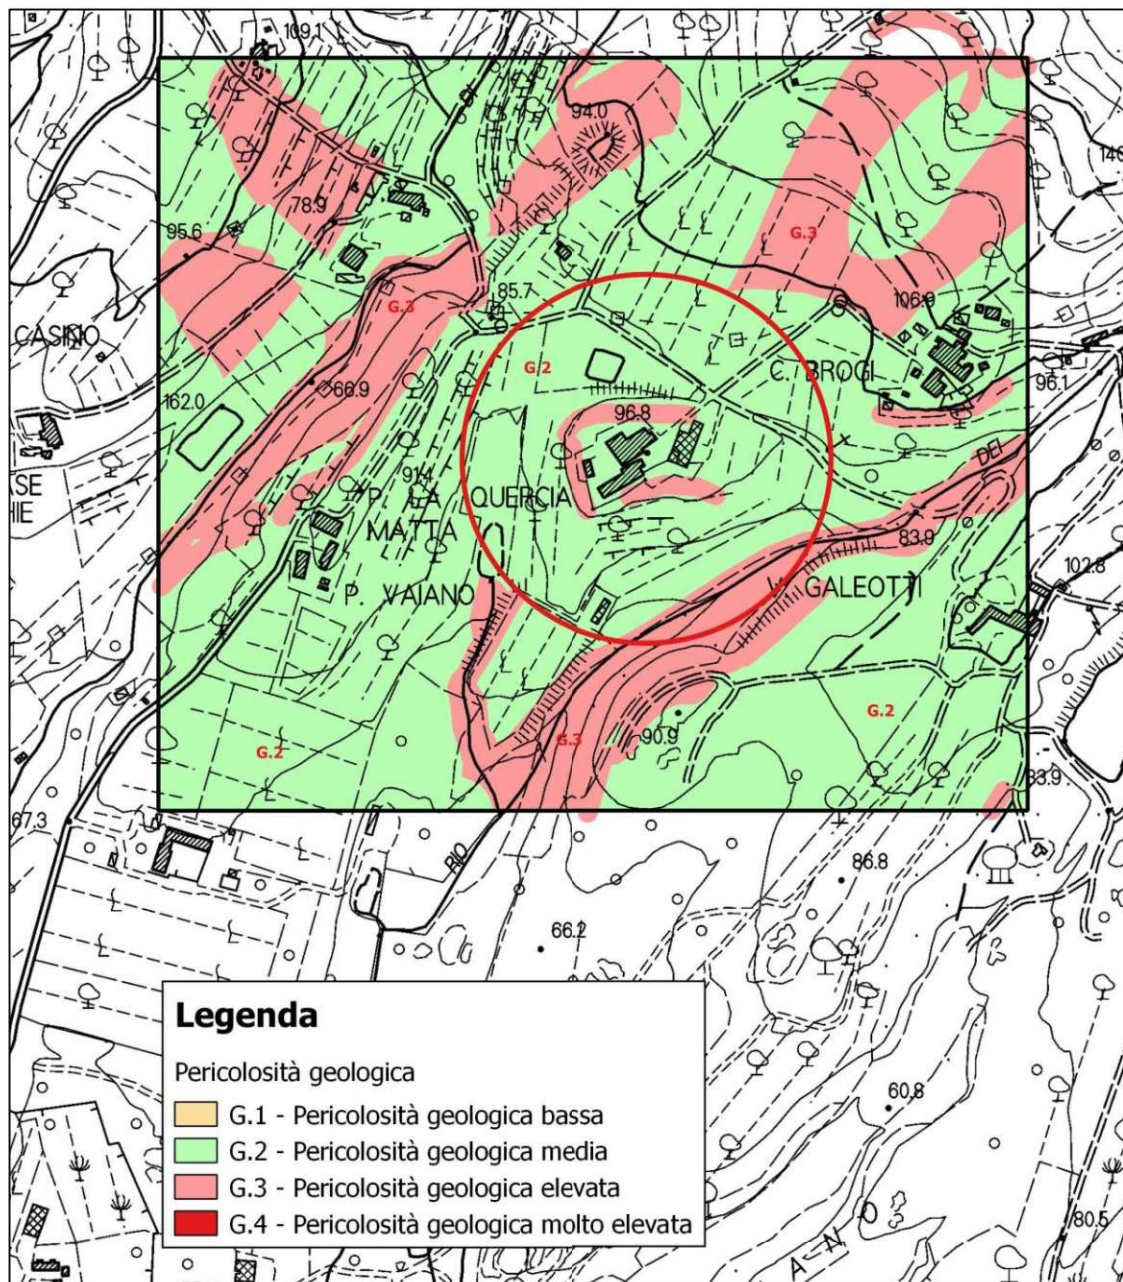 109.1
94.0
140
78.9
95.6
G.3
106.9
85.7
G.3
CASINO
G.2
C. BROGI
96.1
66.9
162.0
96.8
DEI
91.4
P. LA QUERCIA
MATTA
83.9
102.8
P. VAIANO
V. GALEOTTI
G.2
90.9
G.3
G.2
83.9
67.3
RIO
86.8
66.2
60.8
80.5
A N
Legenda
Pericolosità geologica
G.1 - Pericolosità geologica bassa
G.2 - Pericolosità geologica media
G.3 - Pericolosità geologica elevata
G.4 - Pericolosità geologica molto elevata